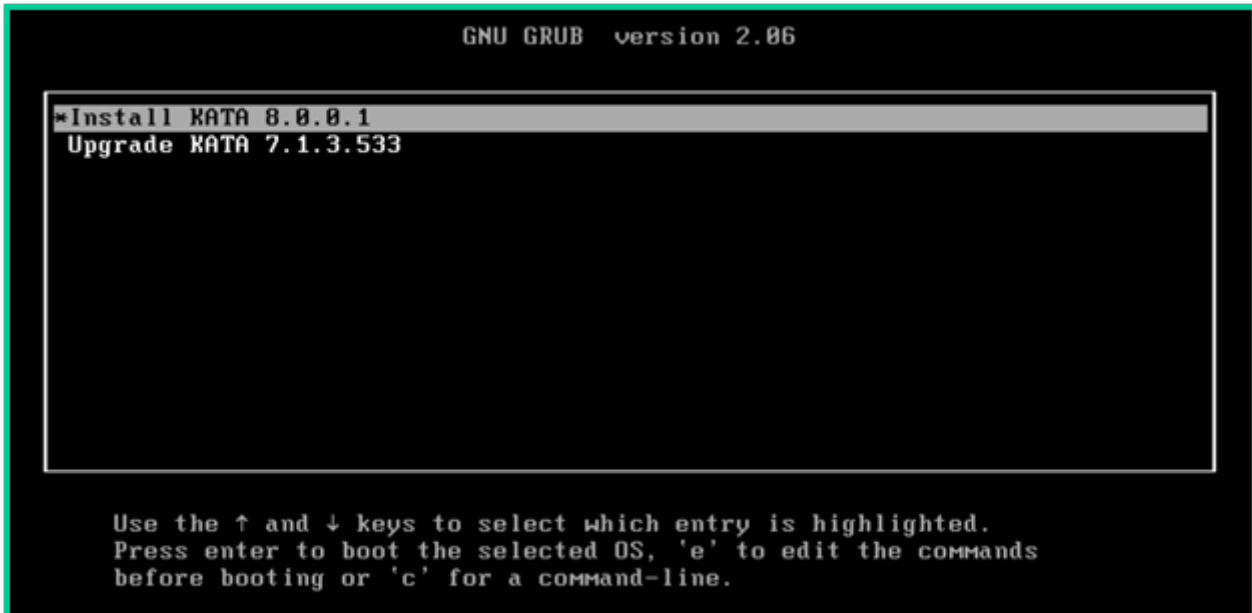 GNU GRUB  version 2.06
*Install KATA 8.0.0.1
Upgrade KATA 7.1.3.533
Use the ↑ and ↓ keys to select which entry is highlighted.
Press enter to boot the selected OS, 'e' to edit the commands
before booting or 'c' for a command-line.